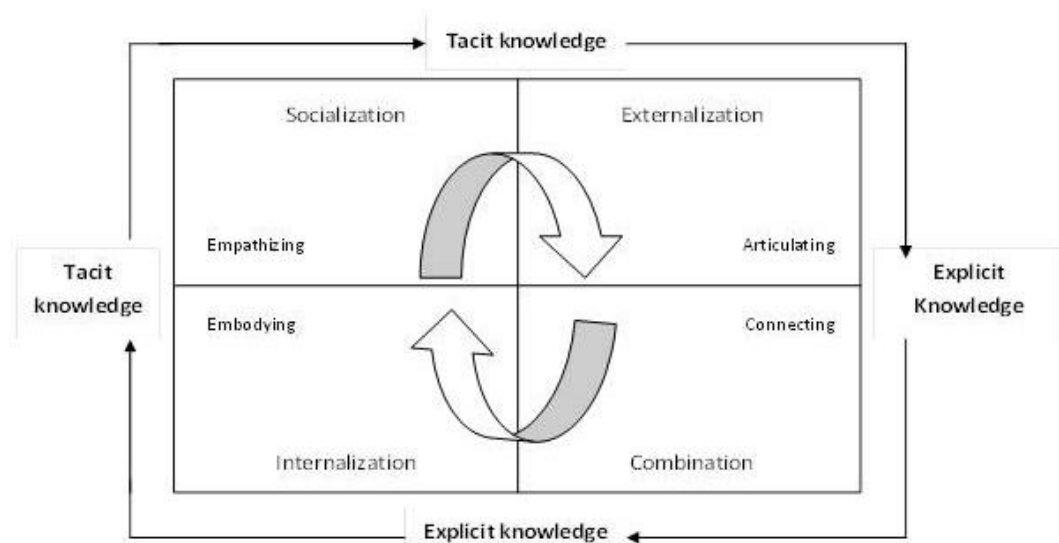 Tacit knowledge
Socialization
Externalization
Empathizing
Articulating
Tacit
knowledge
Explicit
Knowledge
Embodying
Connecting
Internalization
Combination
Explicit knowledge